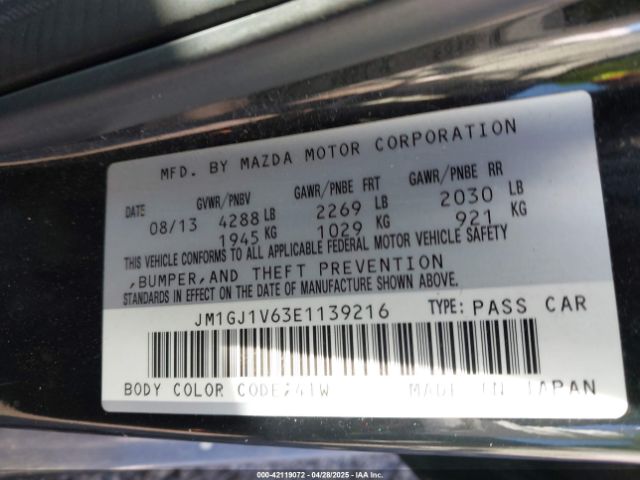 MFD. BY MAZDA MOTOR CORPORATION
DATE GVWR/PNBV GAWR/PNBE FRT GAWR/PNBE RR
08/13 4288 LB 2269 LB 2030 LB
1945 KG 1029 KG 921 KG
THIS VEHICLE CONFORMS TO ALL APPLICABLE FEDERAL MOTOR VEHICLE SAFETY
,BUMPER,AND THEFT PREVENTION
STANDARDS IN EFFECT ON THE DATE OF MANUFACTURE SHOWN ABOVE.
JM1GJ1V63E1139216 TYPE:PASS CAR
BODY COLOR CODE:41W MADE IN JAPAN
000-42119072 04/28/2025 - IAA Inc.